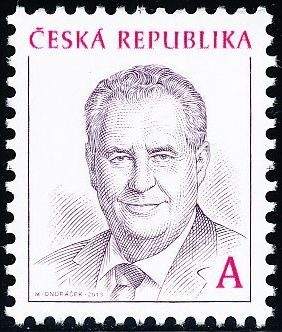 ČESKÁ REPUBLIKA
A
M. ONDRÁČEK · 2013